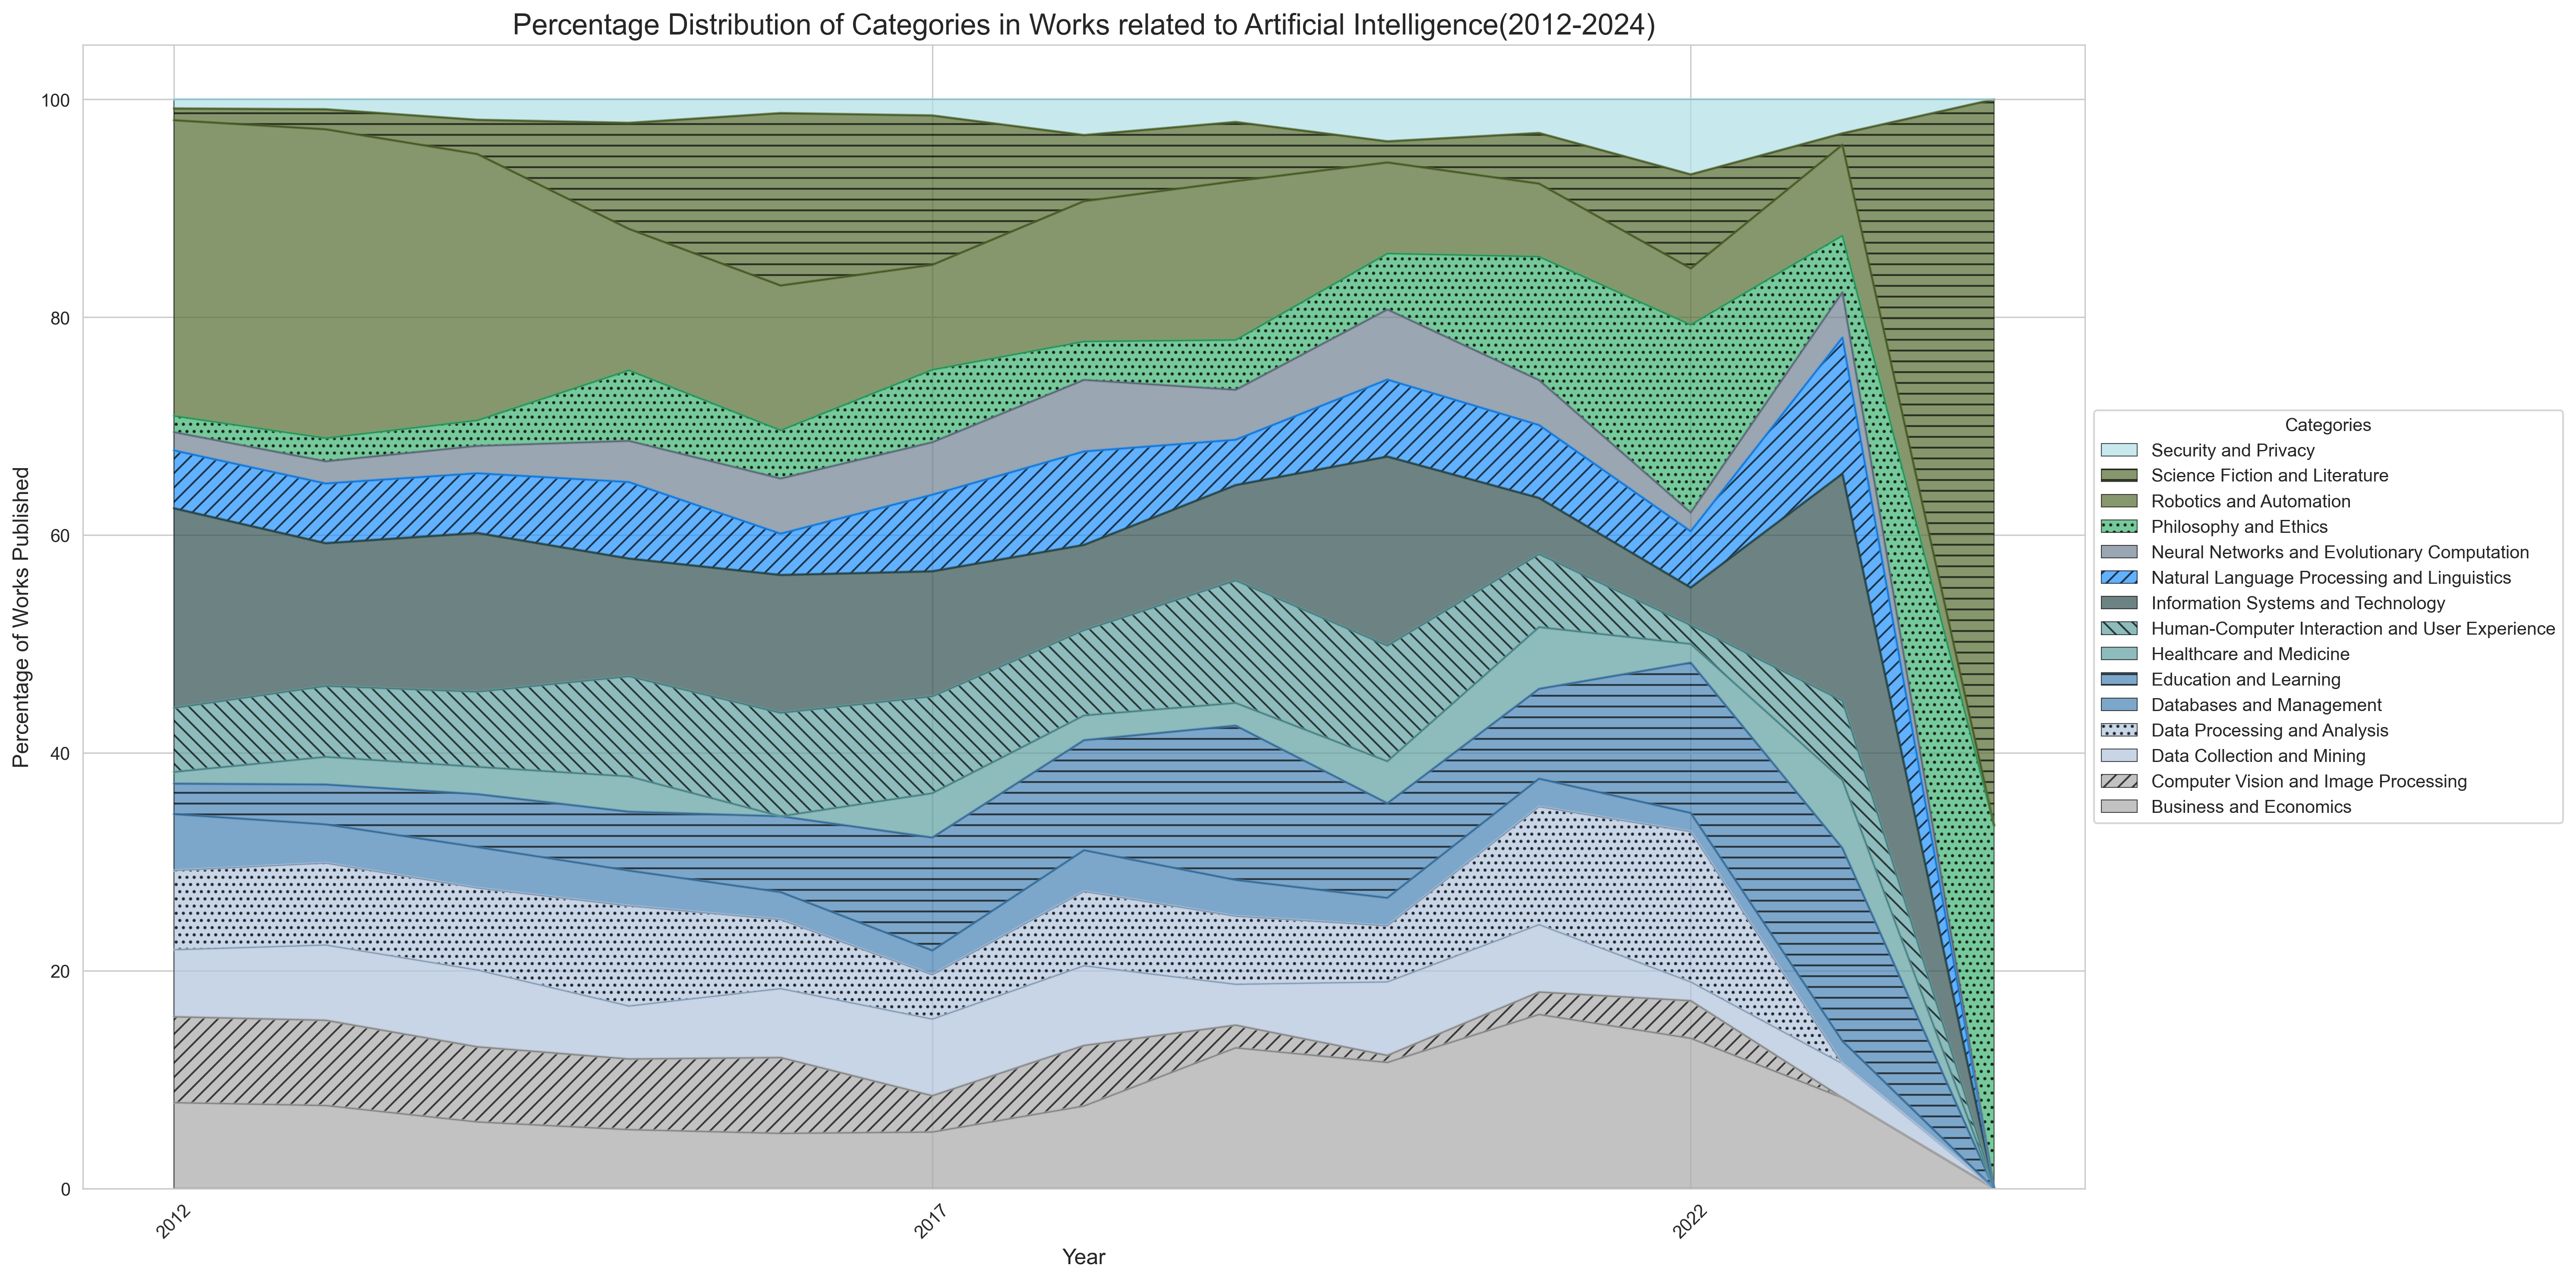 Percentage Distribution of Categories in Works related to Artificial Intelligence(2012-2024)
Percentage of Works Published
100
80
60
40
20
0
2012
2017
2022
Year
Categories
Security and Privacy
Science Fiction and Literature
Robotics and Automation
Philosophy and Ethics
Neural Networks and Evolutionary Computation
Natural Language Processing and Linguistics
Information Systems and Technology
Human-Computer Interaction and User Experience
Healthcare and Medicine
Education and Learning
Databases and Management
Data Processing and Analysis
Data Collection and Mining
Computer Vision and Image Processing
Business and Economics